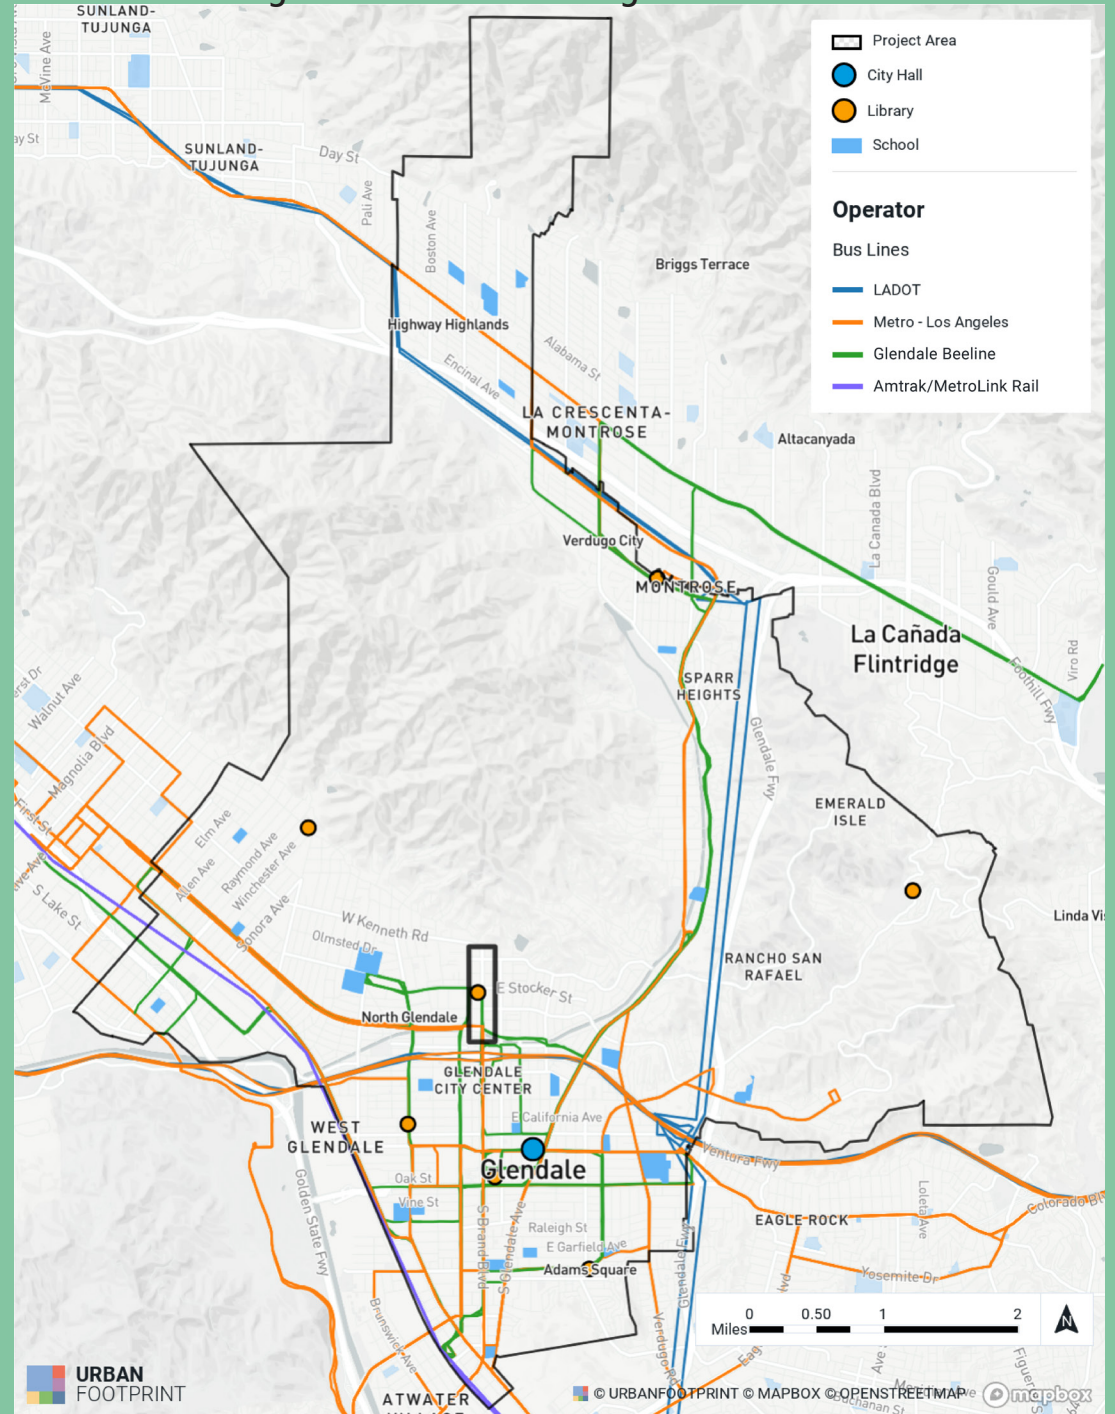 SUNLAND-
TUJUNGA
McVine Ave
SUNLAND-
TUJUNGA
Day St
Pali Ave
Boston Ave
Briggs Terrace
Highway Highlands
Encinal Ave
Alabama St
LA CRESCENTA-
MONTROSE
Altacanyada
La Canada Blvd
Verdugo City
MONTROSE
Gould Ave
La Cañada
Flintridge
Viro Rd
Foothill Fwy
SPARR
HEIGHTS
Glendale Fwy
Walnut Ave
Magnolia Blvd
First St
EMERALD
ISLE
Elm Ave
Raymond Ave
Winchester Ave
Allen Ave
Sonora Ave
S Lake St
W Kenneth Rd
Olmsted Dr
E Stocker St
North Glendale
RANCHO SAN
RAFAEL
GLENDALE
CITY CENTER
E California Ave
WEST
GLENDALE
Glendale
Ventura Fwy
Oak St
Vine St
Golden State Fwy
S Brand Blvd
S Glendale Ave
Raleigh St
E Garfield Ave
Adams Square
Glendale Fwy
EAGLE ROCK
Loleta Ave
Colorado Blv
Yosemite Dr
Brunswick Ave
Verdugo Rd
ATWATER
Project Area
City Hall
Library
School
Operator
Bus Lines
LADOT
Metro - Los Angeles
Glendale Beeline
Amtrak/MetroLink Rail
0 0.50 1 2
Miles
N
URBAN
FOOTPRINT
© URBANFOOTPRINT © MAPBOX © OPENSTREETMAP
mapbox